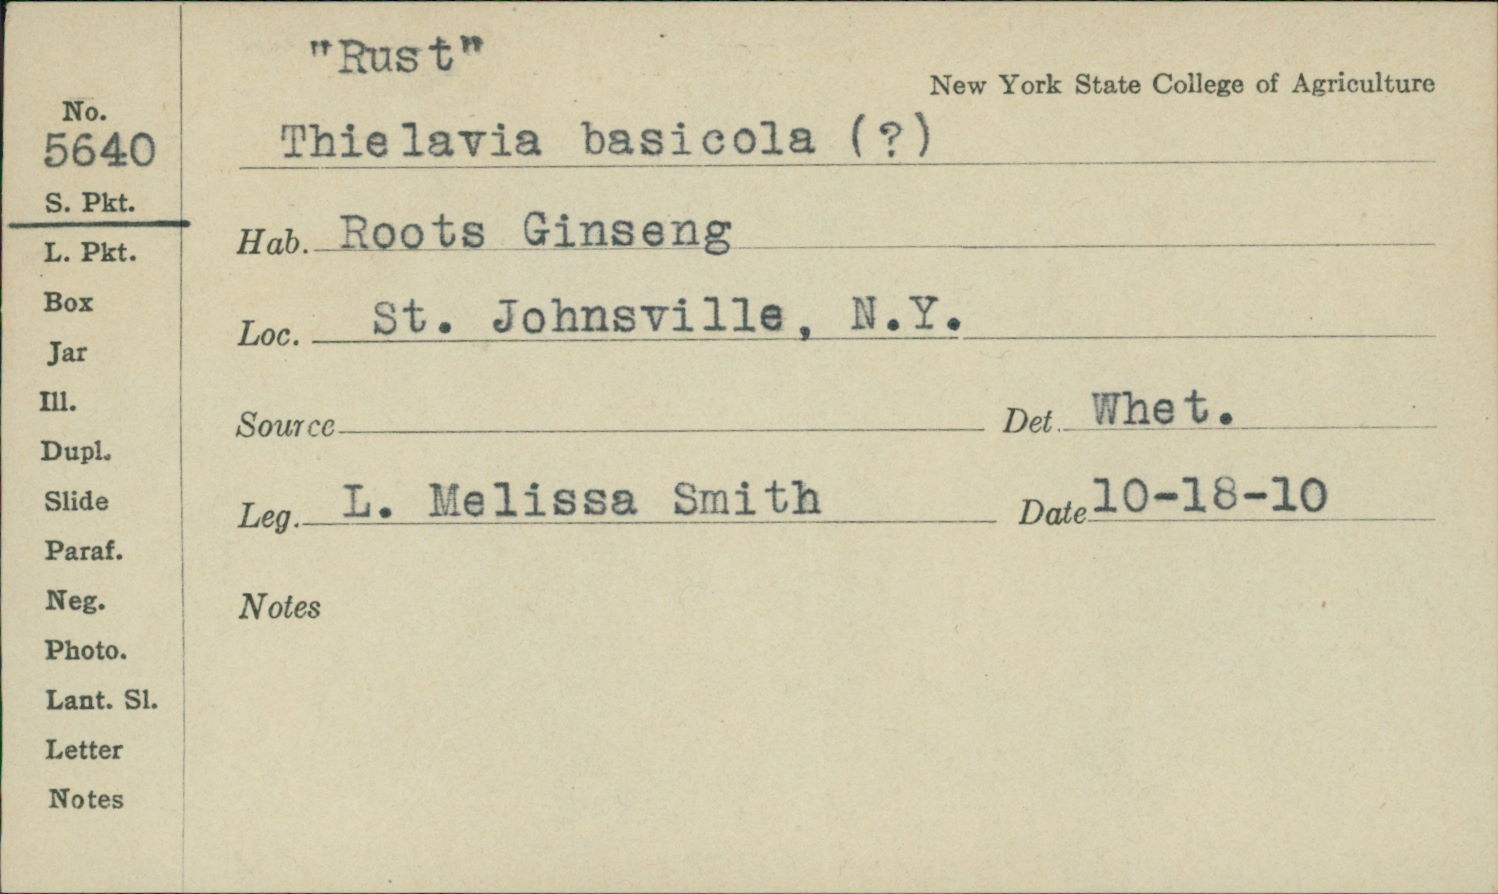 "Rust"
New York State College of Agriculture
No.
5640
Thielavia basicola (?)
S. Pkt.
Hab. Roots Ginseng
L. Pkt.
Box
Loc. St. Johnsville, N.Y.
Jar
Ill.
Source
Det. Whet.
Dupl.
Slide
Leg. L. Melissa Smith
Date 10-18-10
Paraf.
Neg.
Notes
Photo.
Lant. Sl.
Letter
Notes